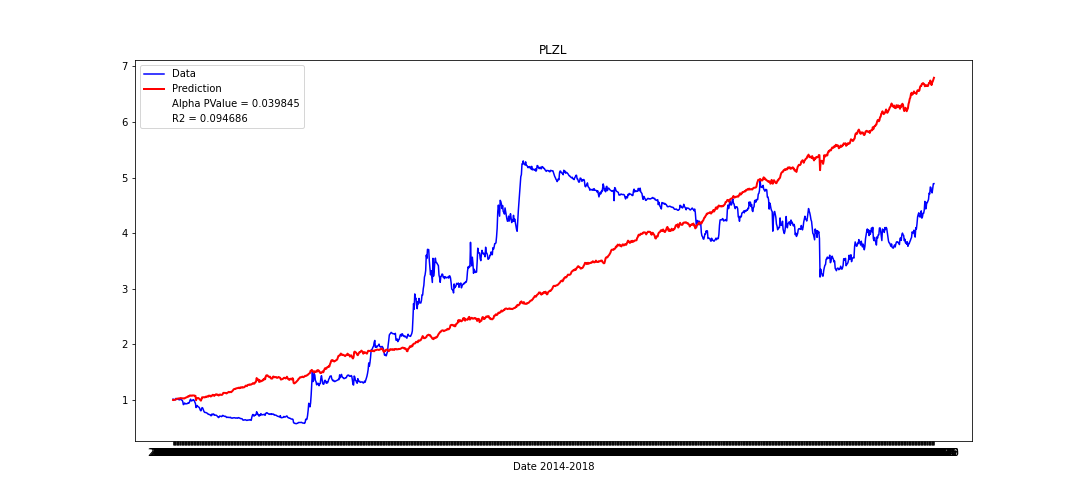 PLZL
Data
Prediction
Alpha PValue = 0.039845
R2 = 0.094686
7
6
5
4
3
2
1
Date 2014-2018